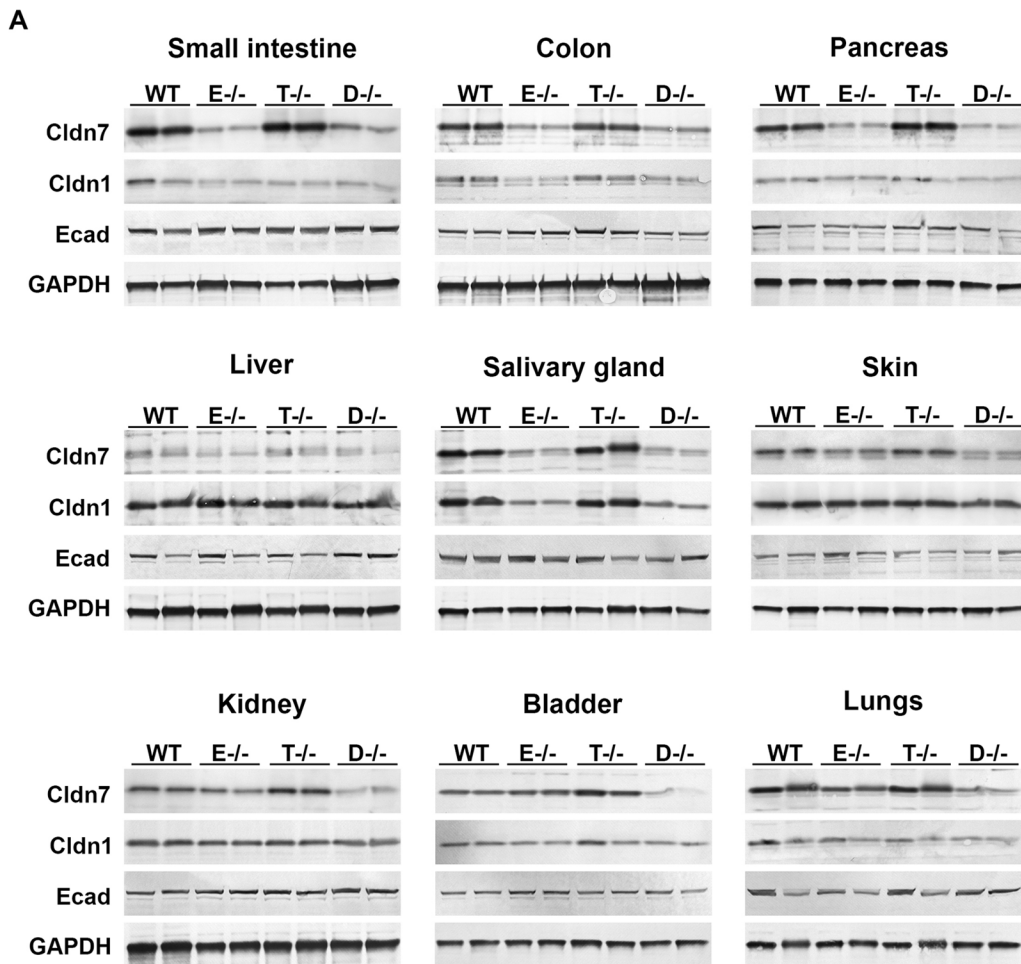 A
Small intestine Colon Pancreas
WT E-/- T-/- D-/- WT E-/- T-/- D-/- WT E-/- T-/- D-/-
Cldn7
Cldn1
Ecad
GAPDH
Liver Salivary gland Skin
WT E-/- T-/- D-/- WT E-/- T-/- D-/- WT E-/- T-/- D-/-
Cldn7
Cldn1
Ecad
GAPDH
Kidney Bladder Lungs
WT E-/- T-/- D-/- WT E-/- T-/- D-/- WT E-/- T-/- D-/-
Cldn7
Cldn1
Ecad
GAPDH